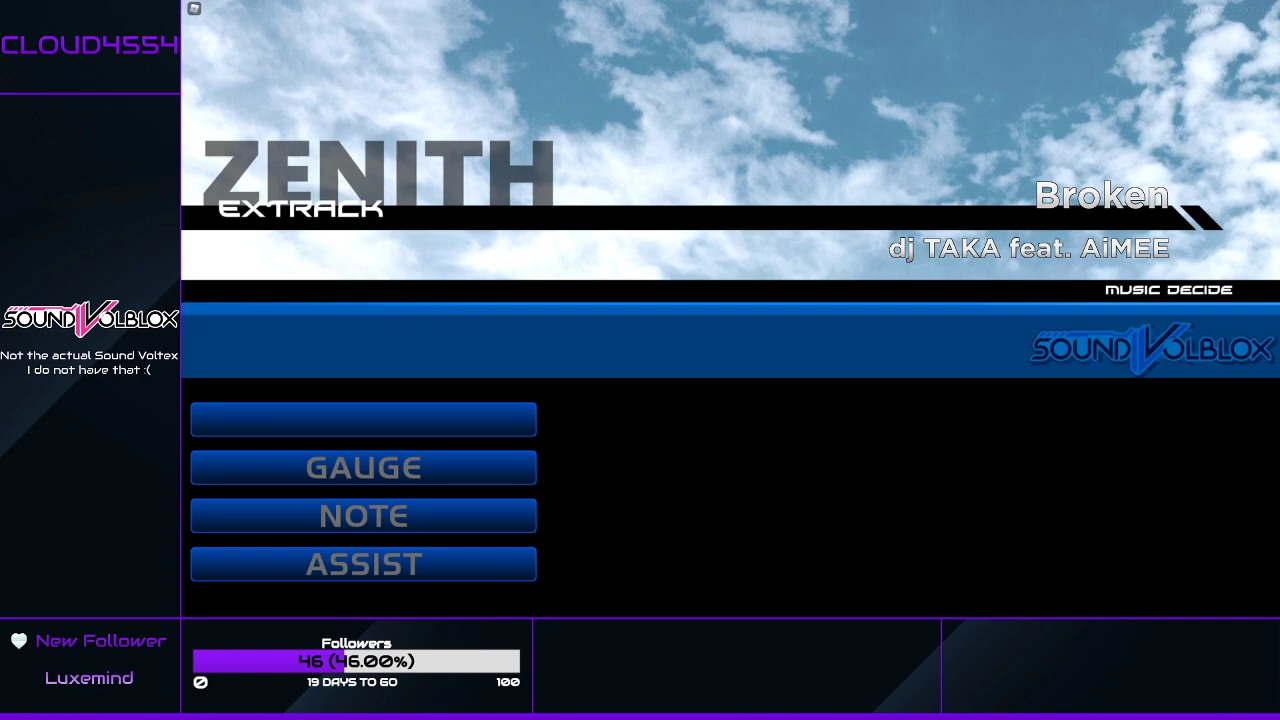 CLOUD4554
ZENITH
EXTRACK
Broken
dj TAKA feat. AiMEE
MUSIC DECIDE
SOUND VOLBLOX
SOUND VOLBLOX
Not the actual Sound Voltex
I do not have that :(
GAUGE
NOTE
ASSIST
New Follower
Luxemind
Followers
46 (46.00%)
0 19 DAYS TO GO 100